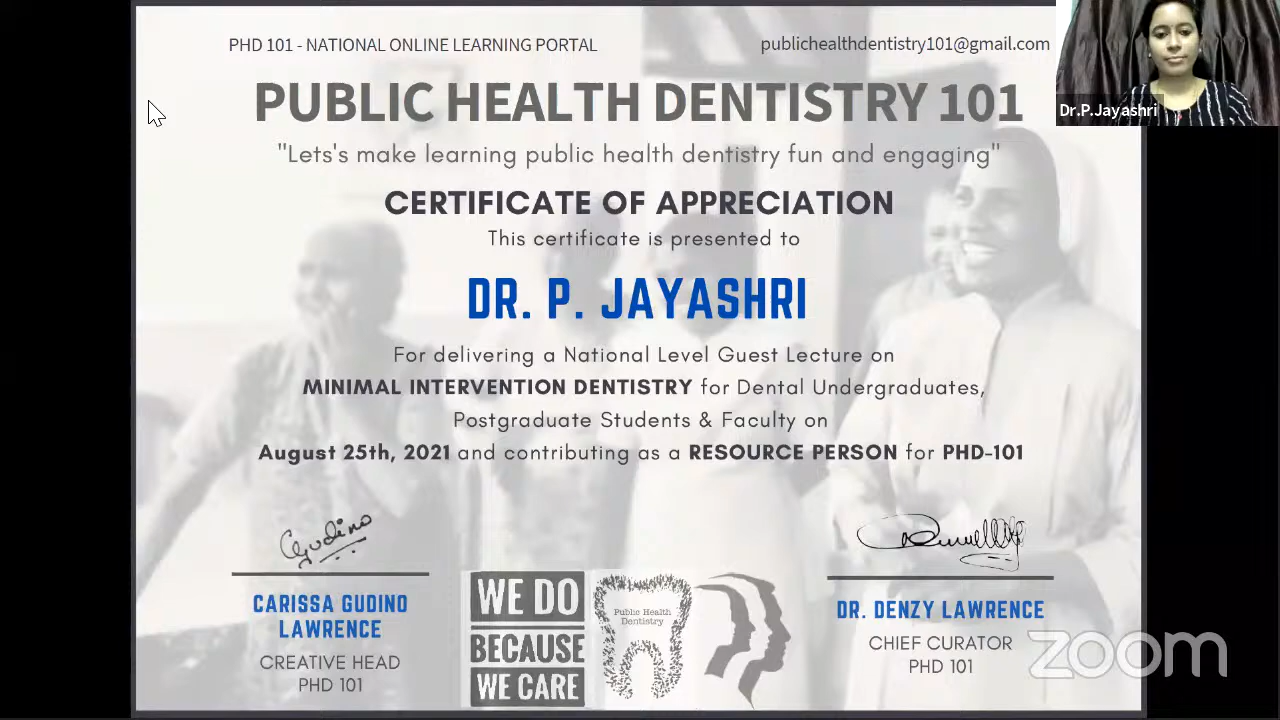 PHD 101 - NATIONAL ONLINE LEARNING PORTAL
publichealthdentistry101@gmail.com
Dr.P.Jayashri
PUBLIC HEALTH DENTISTRY 101
"Lets's make learning public health dentistry fun and engaging"
CERTIFICATE OF APPRECIATION
This certificate is presented to
DR. P. JAYASHRI
For delivering a National Level Guest Lecture on
MINIMAL INTERVENTION DENTISTRY for Dental Undergraduates,
Postgraduate Students & Faculty on
August 25th, 2021 and contributing as a RESOURCE PERSON for PHD-101
Gudino
CARISSA GUDINO
LAWRENCE
CREATIVE HEAD
PHD 101
WE DO
BECAUSE
WE CARE
Public Health
Dentistry
DR. DENZY LAWRENCE
CHIEF CURATOR
PHD 101
zoom